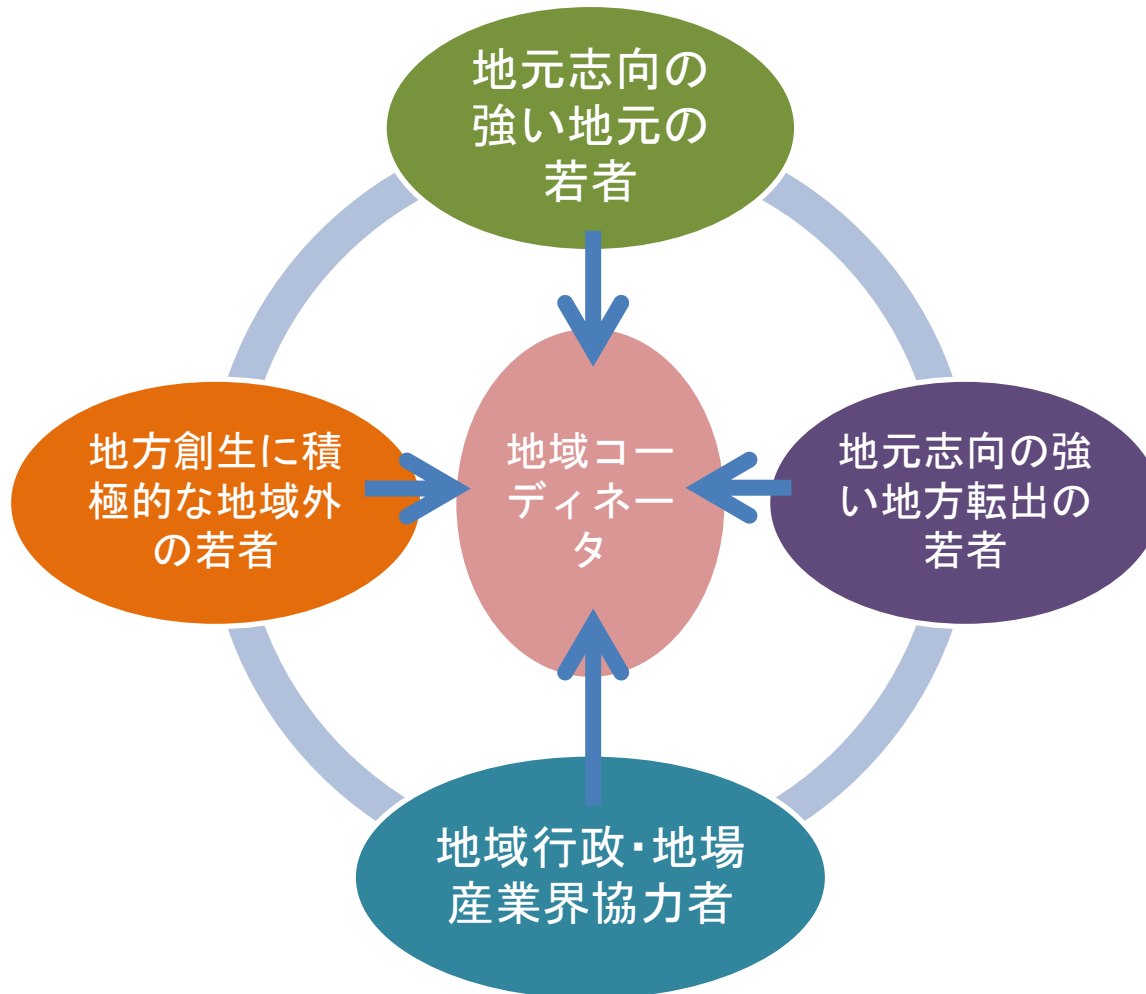 地元志向の
強い地元の
若者
地方創生に積
極的な地域外
の若者
地域コー
ディネー
タ
地元志向の強
い地方転出の
若者
地域行政・地場
産業界協力者